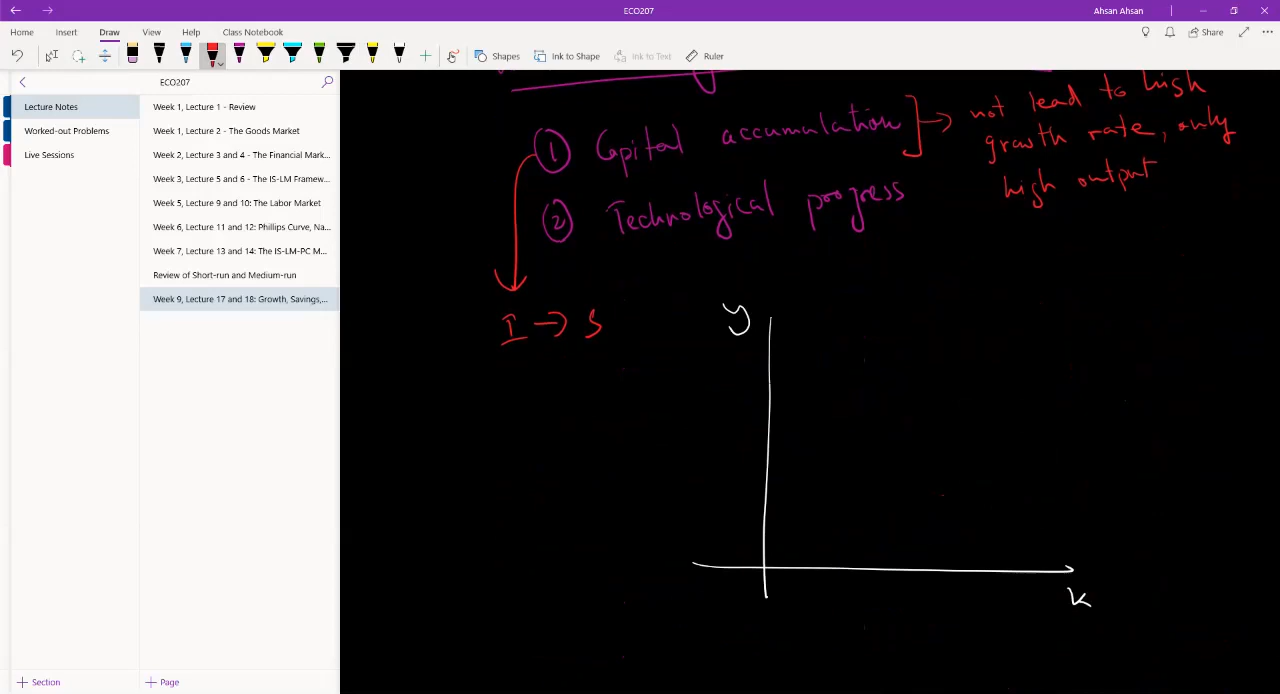 ECO207
Ahsan Ahsan
Home Insert Draw View Help Class Notebook
Share
Shapes Ink to Shape Ink to Text Ruler
ECO207
Lecture Notes
Worked-out Problems
Live Sessions
Week 1, Lecture 1 - Review
Week 1, Lecture 2 - The Goods Market
Week 2, Lecture 3 and 4 - The Financial Mark...
Week 3, Lecture 5 and 6 - The IS-LM Framew...
Week 5, Lecture 9 and 10: The Labor Market
Week 6, Lecture 11 and 12: Phillips Curve, Na...
Week 7, Lecture 13 and 14: The IS-LM-PC M...
Review of Short-run and Medium-run
Week 9, Lecture 17 and 18: Growth, Savings,...
+ Section
+ Page
① Capital accumulation
→ not lead to high
growth rate, only
high output
② Technological progress
I → S
y
k